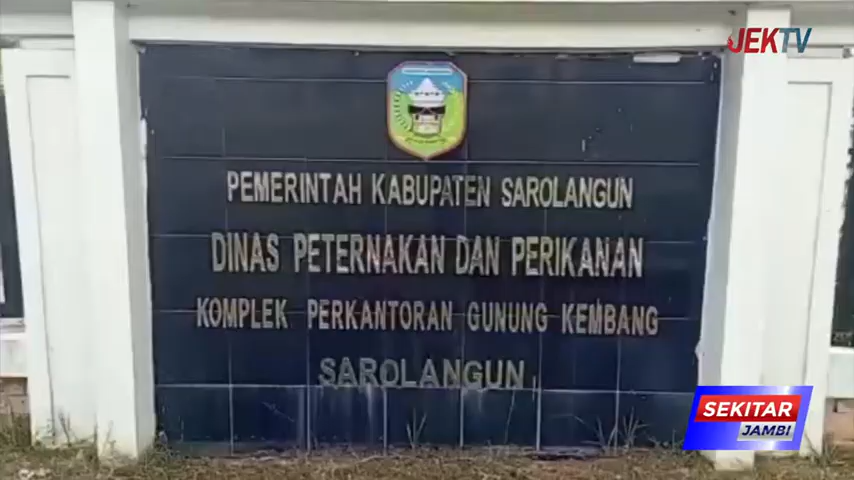 JEKTV
PEMERINTAH KABUPATEN SAROLANGUN
DINAS PETERNAKAN DAN PERIKANAN
KOMPLEK PERKANTORAN GUNUNG KEMBANG
SAROLANGUN
SEKITAR
JAMBI